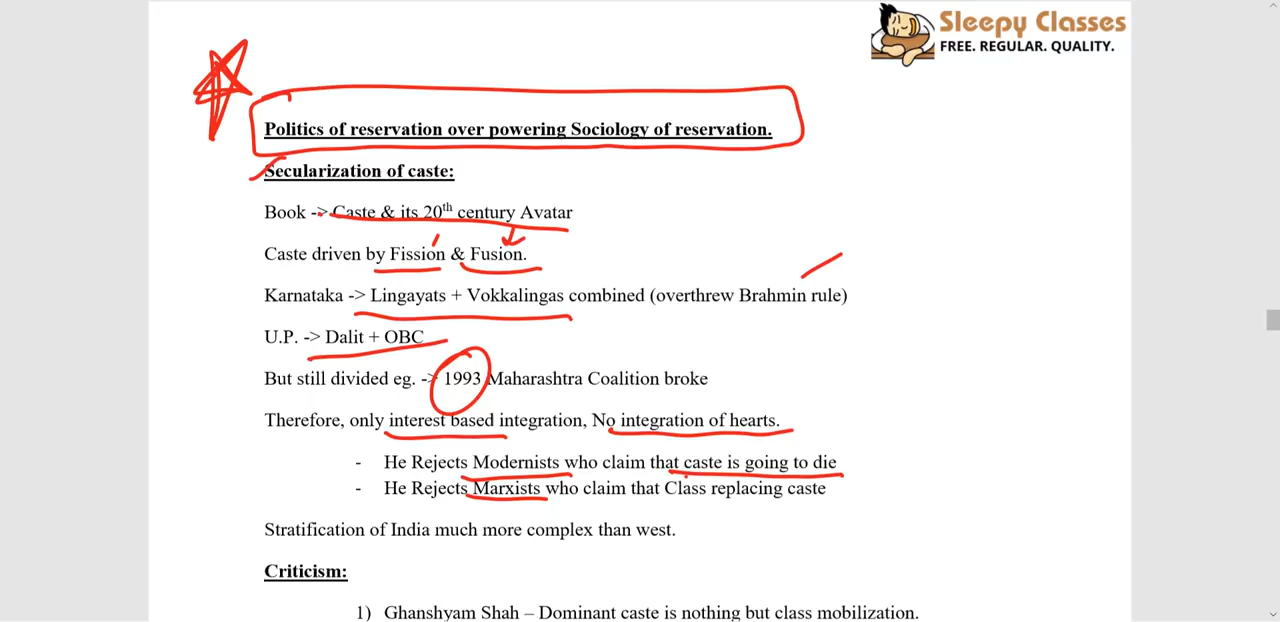 Sleepy Classes
FREE. REGULAR. QUALITY.
Politics of reservation over powering Sociology of reservation.
Secularization of caste:
Book -> Caste & its 20th century Avatar
Caste driven by Fission & Fusion.
Karnataka -> Lingayats + Vokkalingas combined (overthrew Brahmin rule)
U.P. -> Dalit + OBC
But still divided eg. -> 1993 Maharashtra Coalition broke
Therefore, only interest based integration, No integration of hearts.
- He Rejects Modernists who claim that caste is going to die
- He Rejects Marxists who claim that Class replacing caste
Stratification of India much more complex than west.
Criticism:
1) Ghanshyam Shah – Dominant caste is nothing but class mobilization.